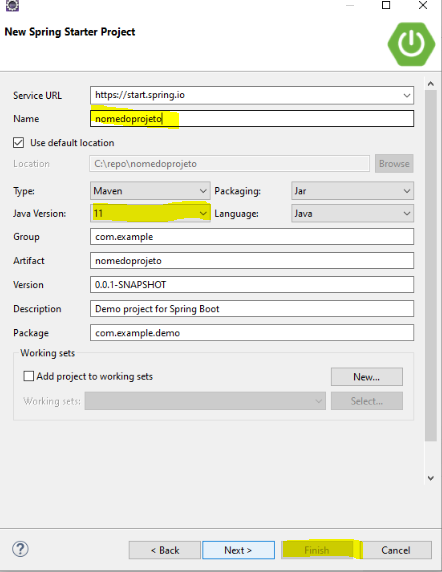 New Spring Starter Project
Service URL https://start.spring.io
Name nomedoprojeto
Use default location
Location C:\repo\nomedoprojeto Browse
Type: Maven Packaging: Jar
Java Version: 11 Language: Java
Group com.example
Artifact nomedoprojeto
Version 0.0.1-SNAPSHOT
Description Demo project for Spring Boot
Package com.example.demo
Working sets
Add project to working sets New...
Working sets: Select...
? < Back Next > Finish Cancel